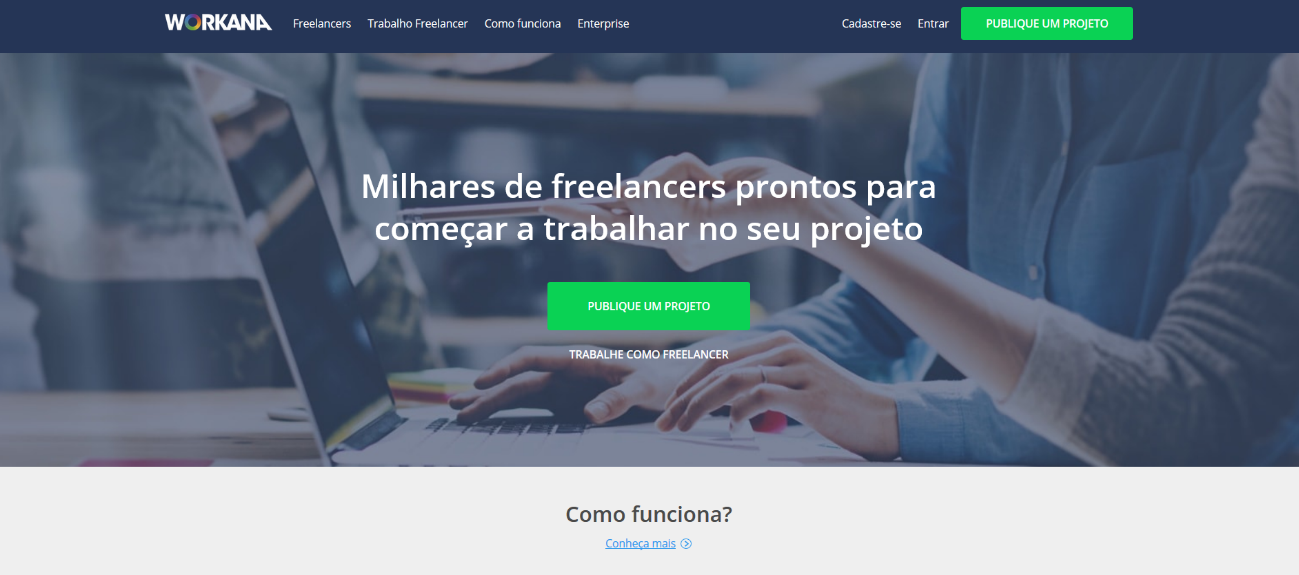 WORKANA
Freelancers
Trabalho Freelancer
Como funciona
Enterprise
Cadastre-se
Entrar
PUBLIQUE UM PROJETO
Milhares de freelancers prontos para
começar a trabalhar no seu projeto
PUBLIQUE UM PROJETO
TRABALHE COMO FREELANCER
Como funciona?
Conheça mais